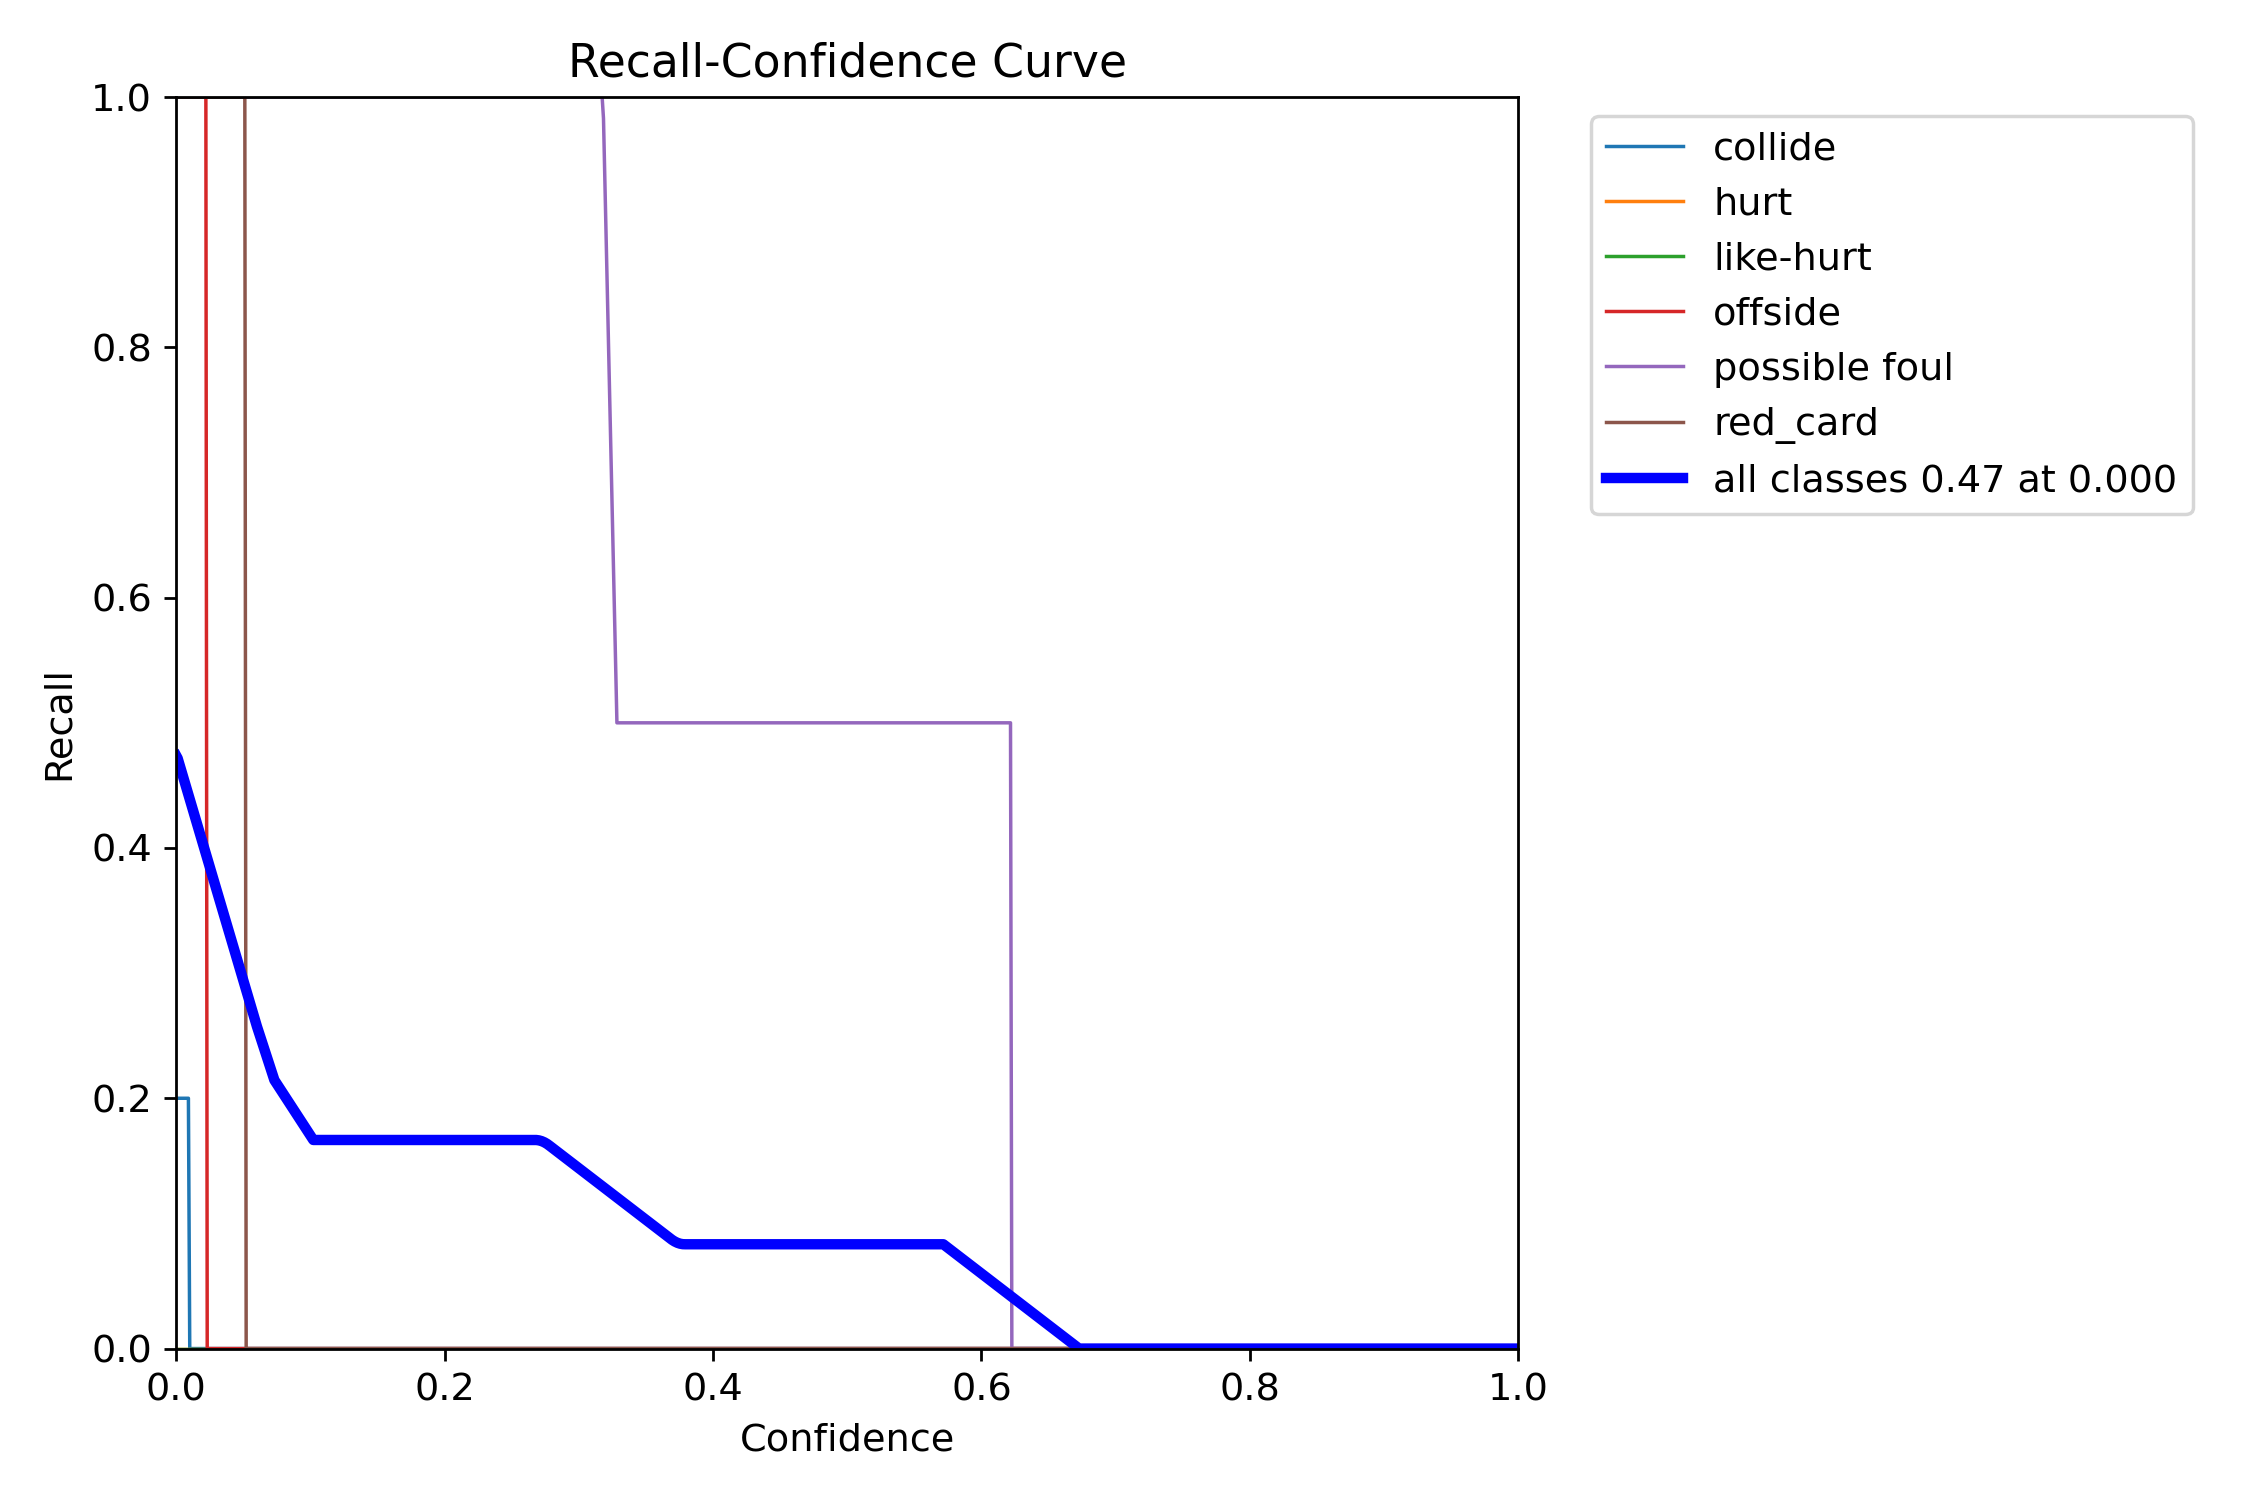 Recall-Confidence Curve
1.0
0.8
0.6
0.4
0.2
0.0
Recall
0.0 0.2 0.4 0.6 0.8 1.0
Confidence
collide
hurt
like-hurt
offside
possible foul
red_card
all classes 0.47 at 0.000